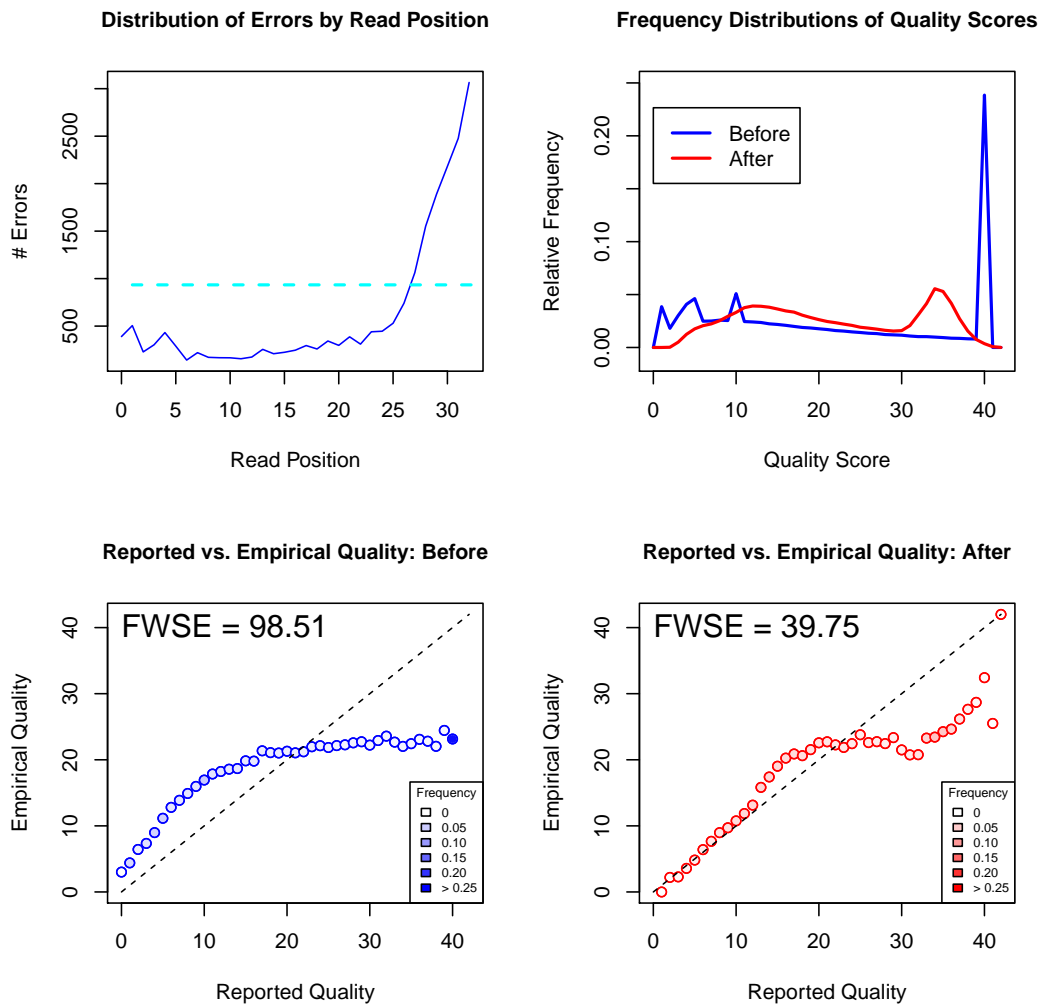 Distribution of Errors by Read Position
# Errors
500
1500
2500
0 5 10 15 20 25 30
Read Position
Frequency Distributions of Quality Scores
Relative Frequency
0.00
0.10
0.20
Before
After
0 10 20 30 40
Quality Score
Reported vs. Empirical Quality: Before
FWSE = 98.51
Empirical Quality
0
10
20
30
40
Frequency
0
0.05
0.10
0.15
0.20
> 0.25
0 10 20 30 40
Reported Quality
Reported vs. Empirical Quality: After
FWSE = 39.75
Empirical Quality
0
10
20
30
40
Frequency
0
0.05
0.10
0.15
0.20
> 0.25
0 10 20 30 40
Reported Quality